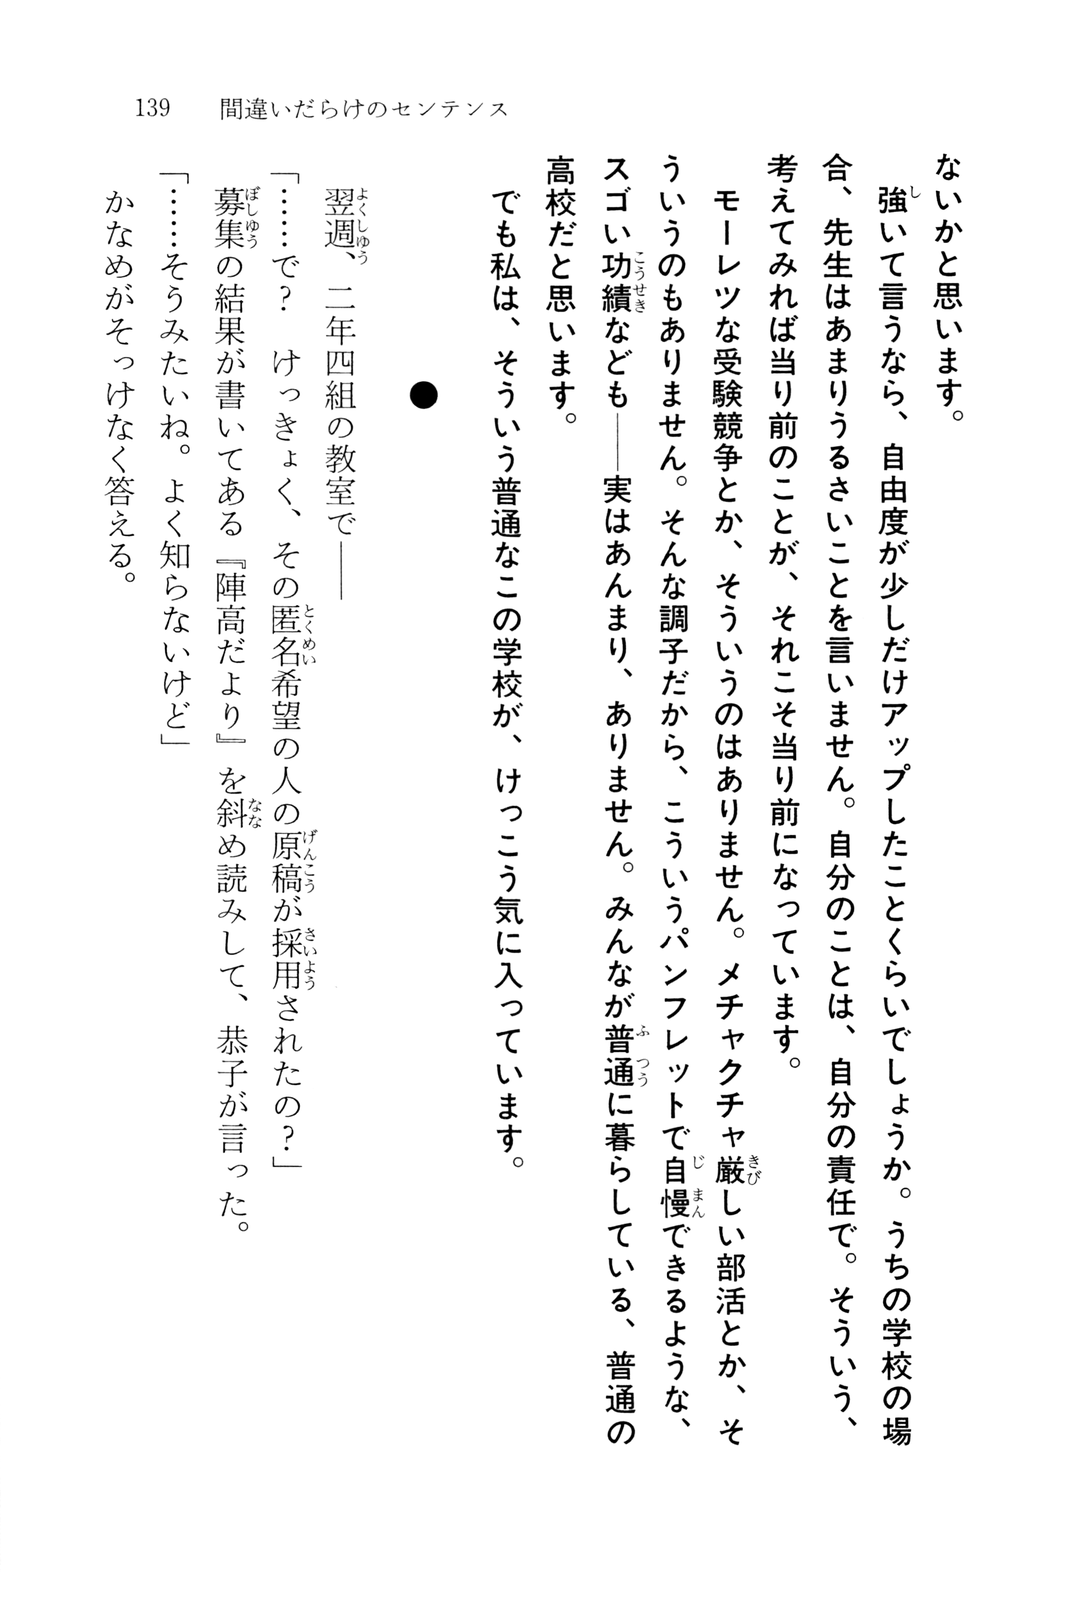 139　間違いだらけのセンテンス
ないかと思います。
　強いて言うなら、自由度が少しだけアップしたことくらいでしょうか。うちの学校の場
合、先生はあまりうるさいことを言いません。自分のことは、自分の責任で。そういう、
考えてみれば当り前のことが、それこそ当り前になっています。
　モーレツな受験競争とか、そういうのはありません。メチャクチャ厳しい部活とか、そ
ういうのもありません。そんな調子だから、こういうパンフレットで自慢できるような、
スゴい功績なども――実はあんまり、ありません。みんなが普通に暮らしている、普通の
高校だと思います。
　でも私は、そういう普通なこの学校が、けっこう気に入っています。
●
　翌週、二年四組の教室で――
「……で？　けっきょく、その匿名希望の人の原稿が採用されたの？」
　募集の結果が書いてある『陣高だより』を斜め読みして、恭子が言った。
「……そうみたいね。よく知らないけど」
　かなめがそっけなく答える。